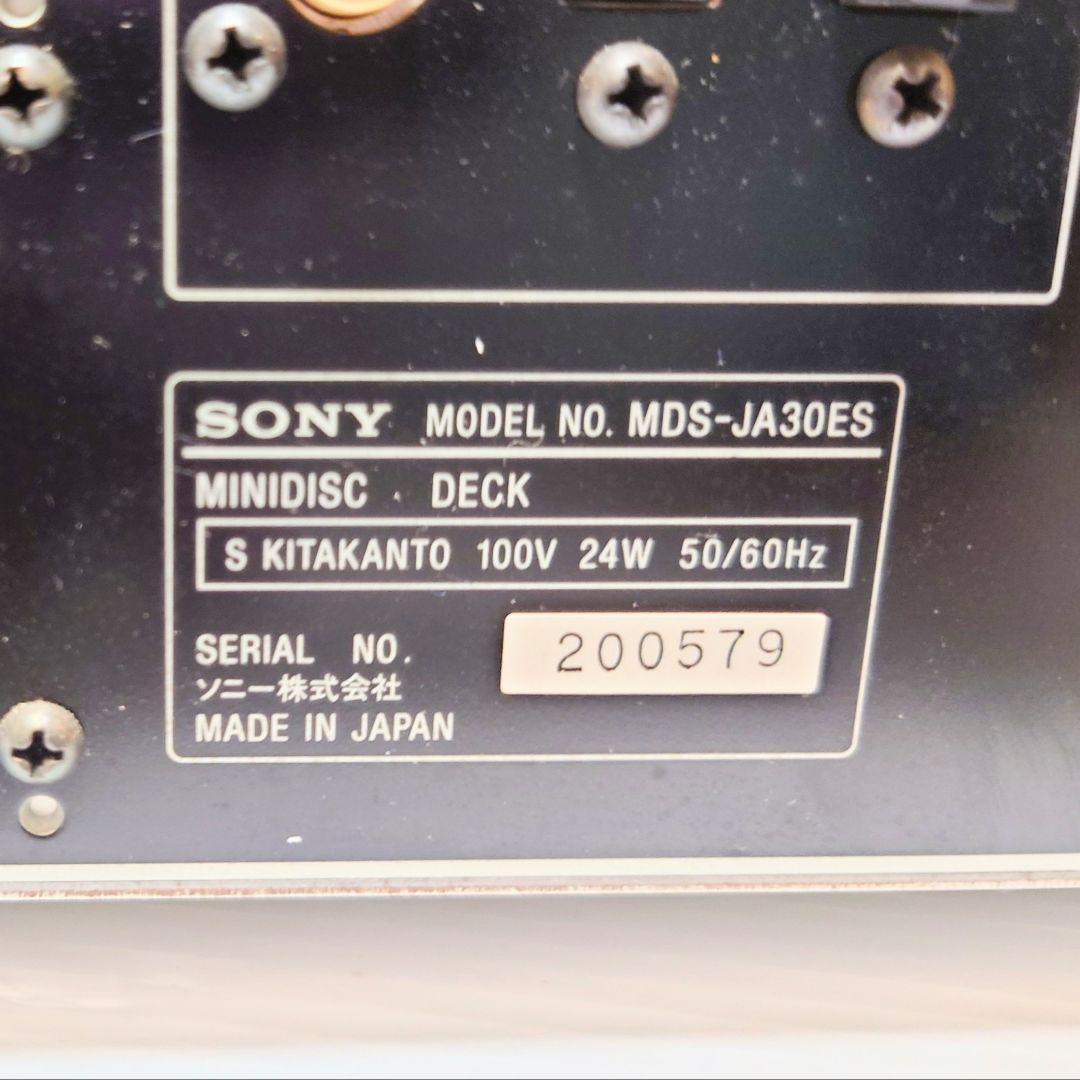 SONY MODEL NO. MDS-JA30ES
MINIDISC DECK
S KITAKANTO 100V 24W 50/60Hz
SERIAL NO. 200579
ソニー株式会社
MADE IN JAPAN